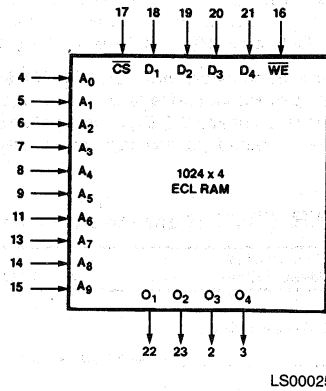 17 18 19 20 21 16
CS D1 D2 D3 D4 WE
4 A0
5 A1
6 A2
7 A3
8 A4
9 A5
11 A6
13 A7
14 A8
15 A9
1024 x 4
ECL RAM
O1 O2 O3 O4
22 23 2 3
LS00025